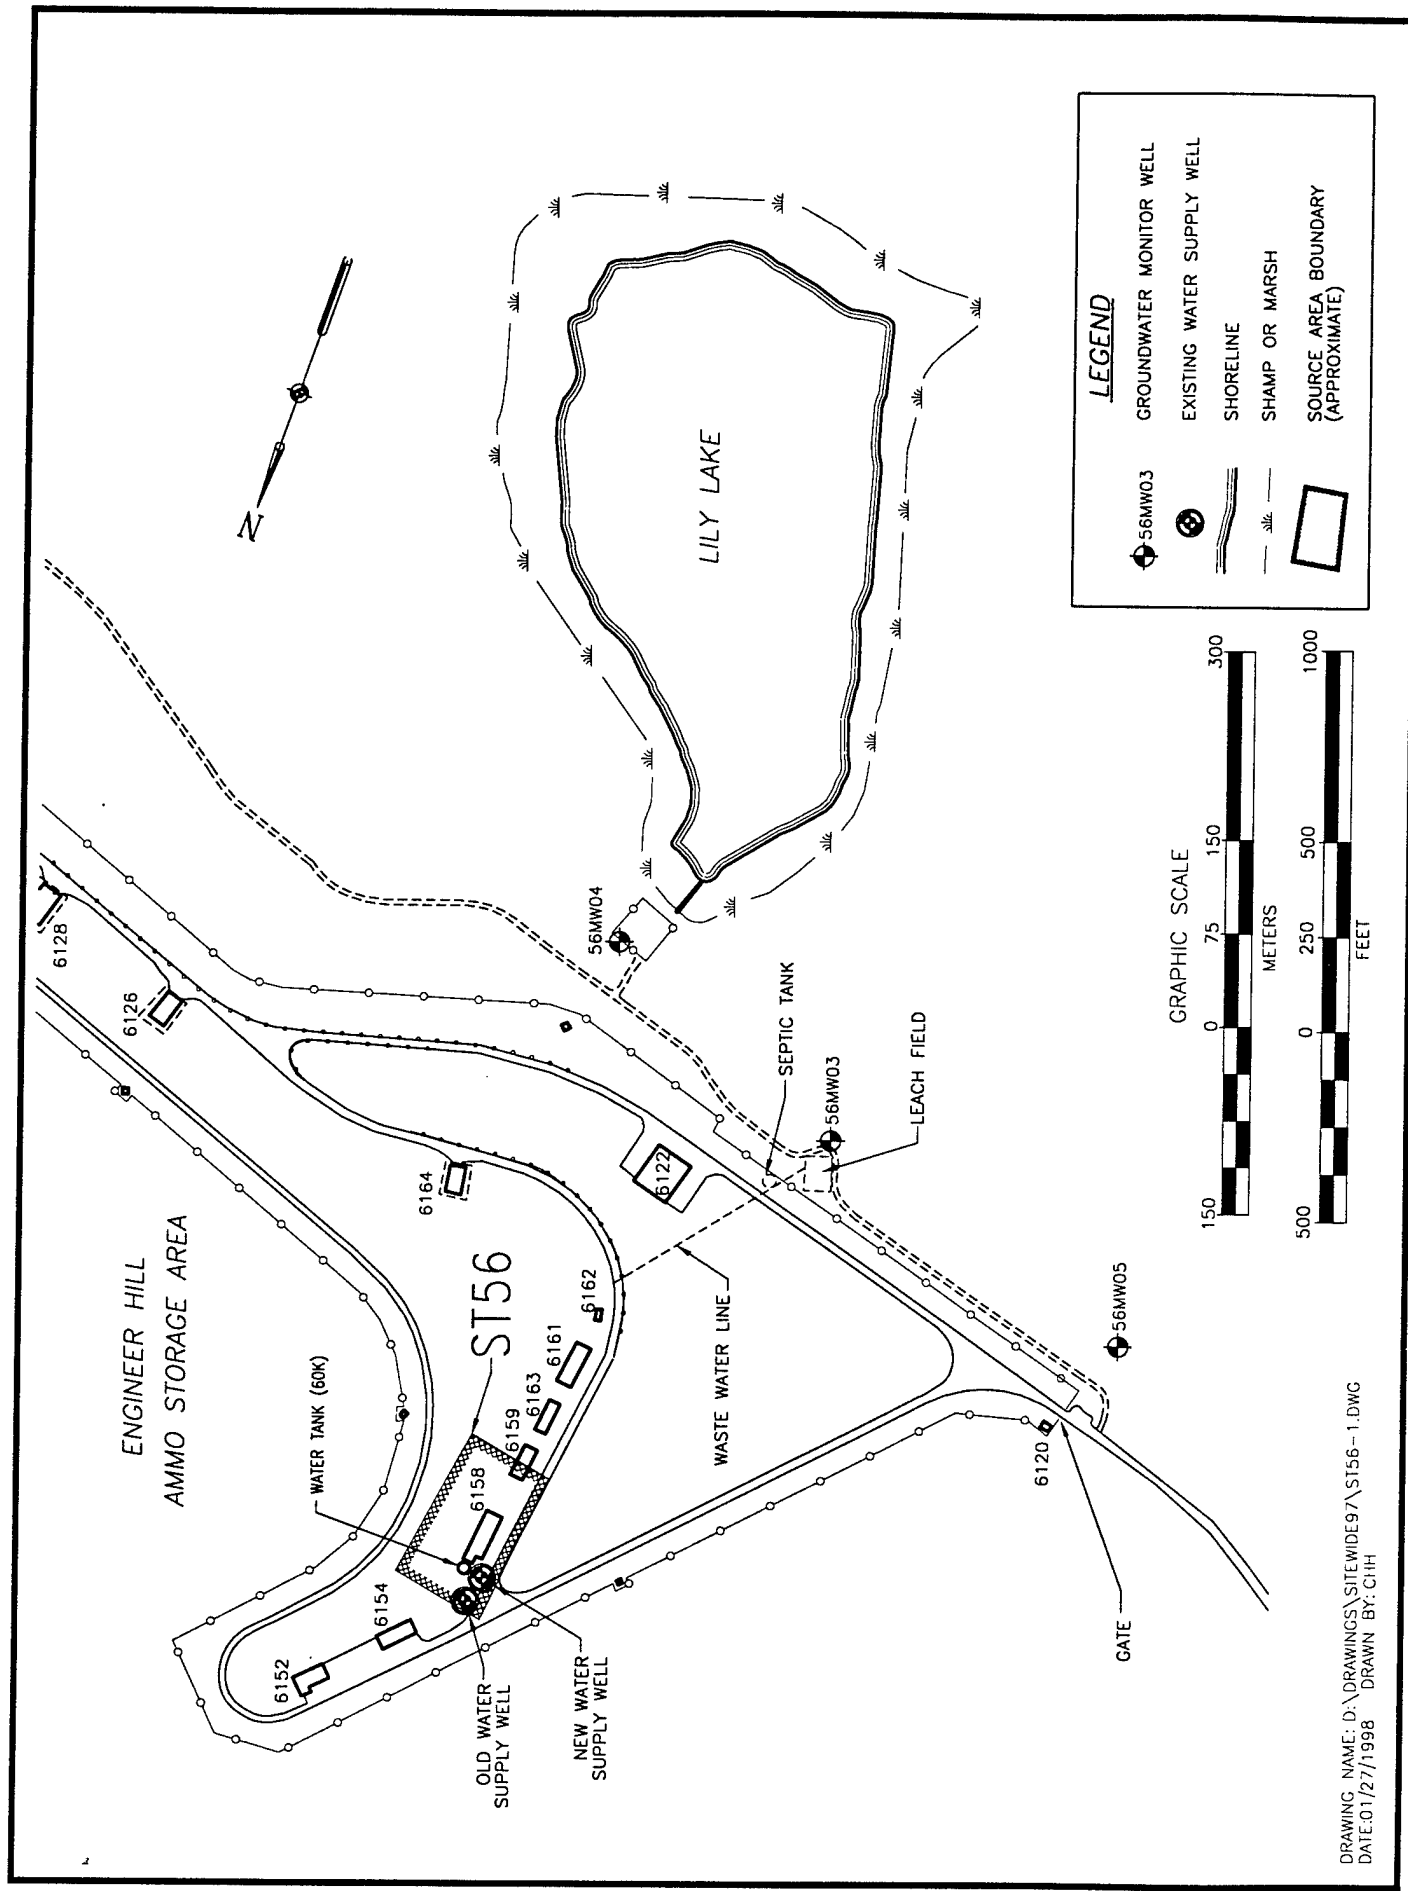 ENGINEER HILL
AMMO STORAGE AREA
6128
6126
6164
WATER TANK (60K)
ST56
6162
6161
6163
6159
6158
6154
6152
OLD WATER
SUPPLY WELL
NEW WATER
SUPPLY WELL
6122
WASTE WATER LINE
SEPTIC TANK
56MW04
56MW03
LEACH FIELD
56MW05
6120
GATE
N
LILY LAKE
LEGEND
56MW03 GROUNDWATER MONITOR WELL
EXISTING WATER SUPPLY WELL
SHORELINE
SHAMP OR MARSH
SOURCE AREA BOUNDARY
(APPROXIMATE)
GRAPHIC SCALE
150 0 75 150 300
METERS
500 0 250 500 1000
FEET
DRAWING NAME: D:\DRAWINGS\SITEWIDE97\ST56-1.DWG
DATE:01/27/1998 DRAWN BY: CHH